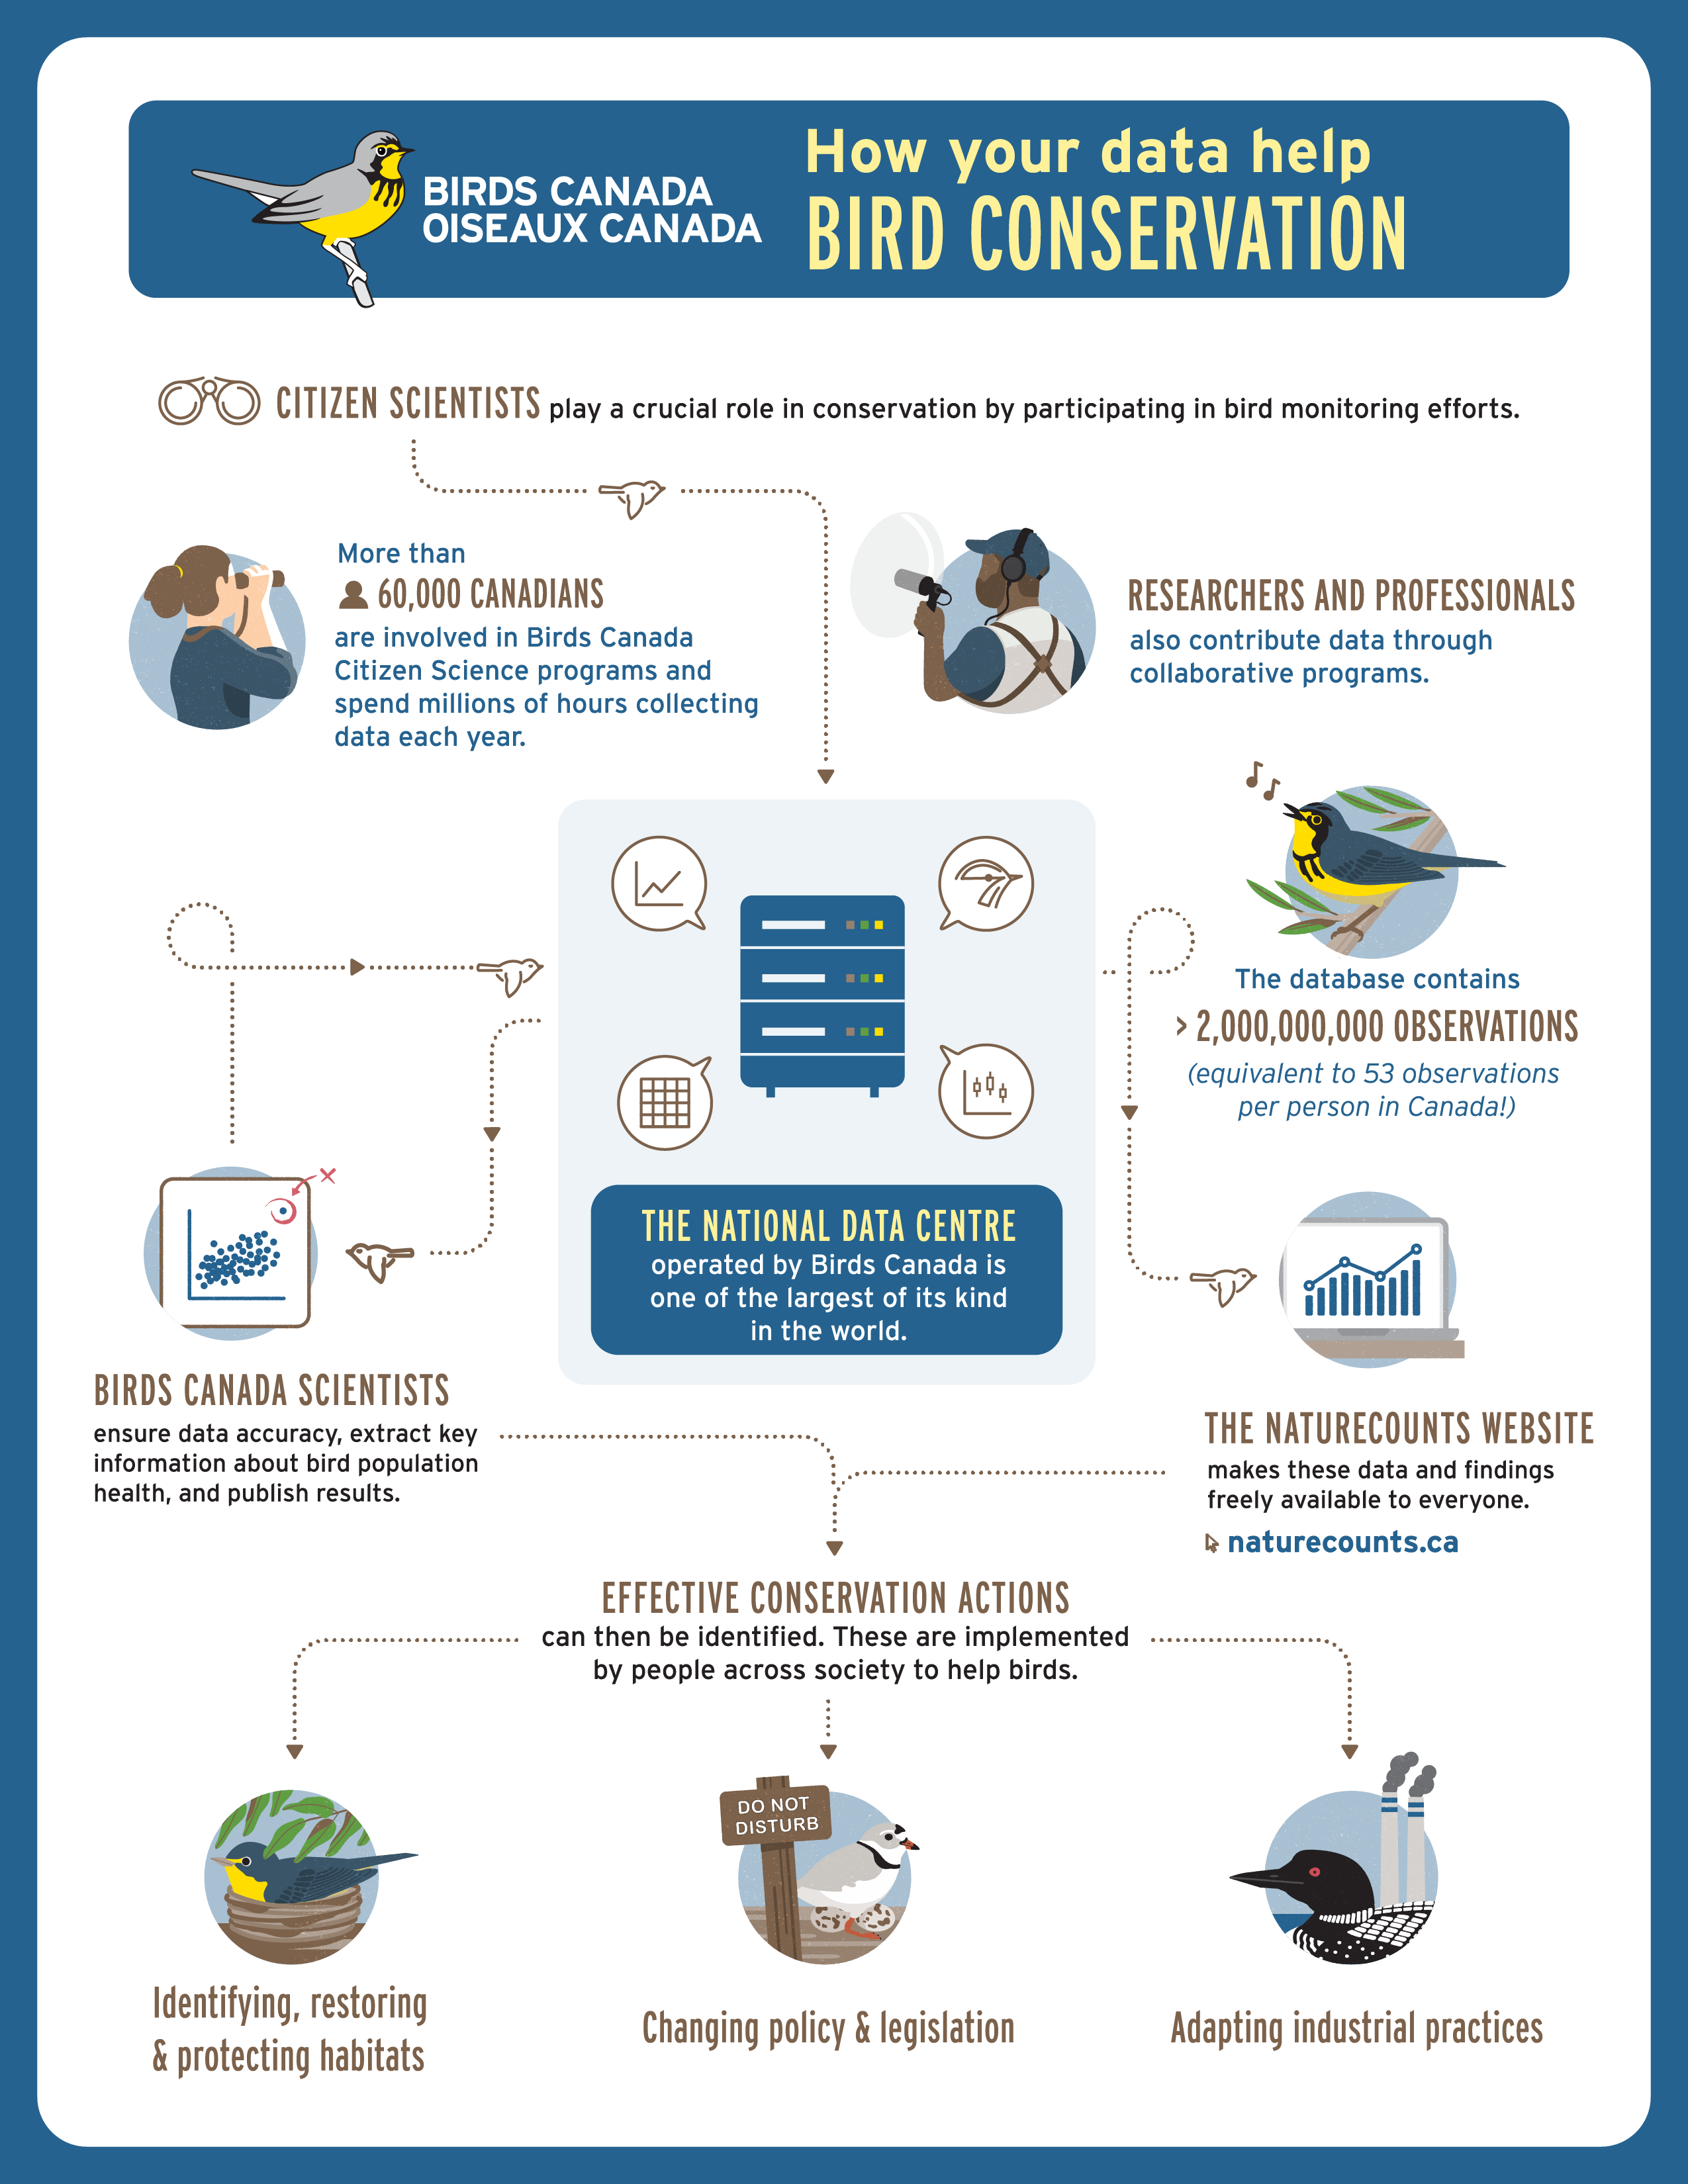 BIRDS CANADA
OISEAUX CANADA
How your data help
BIRD CONSERVATION
CITIZEN SCIENTISTS play a crucial role in conservation by participating in bird monitoring efforts.
More than
60,000 CANADIANS
are involved in Birds Canada
Citizen Science programs and
spend millions of hours collecting
data each year.
RESEARCHERS AND PROFESSIONALS
also contribute data through
collaborative programs.
The database contains
> 2,000,000,000 OBSERVATIONS
(equivalent to 53 observations
per person in Canada!)
THE NATIONAL DATA CENTRE
operated by Birds Canada is
one of the largest of its kind
in the world.
BIRDS CANADA SCIENTISTS
ensure data accuracy, extract key
information about bird population
health, and publish results.
THE NATURECOUNTS WEBSITE
makes these data and findings
freely available to everyone.
naturecounts.ca
EFFECTIVE CONSERVATION ACTIONS
can then be identified. These are implemented
by people across society to help birds.
DO NOT
DISTURB
Identifying, restoring
& protecting habitats
Changing policy & legislation
Adapting industrial practices